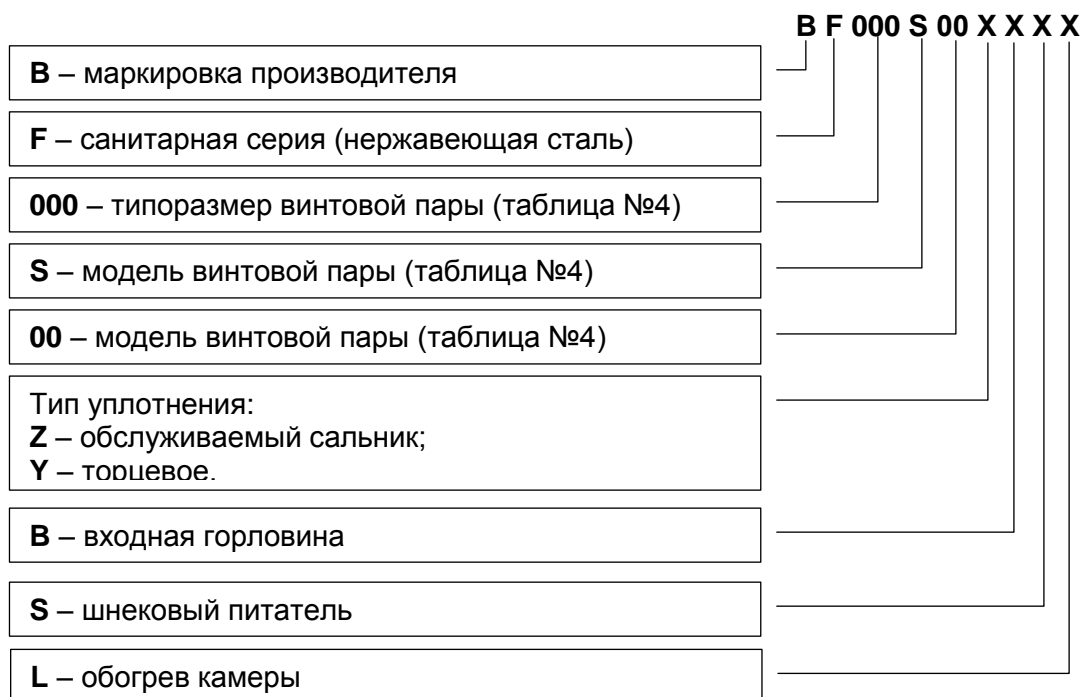 B F 000 S 00 X X X X
B – маркировка производителя
F – санитарная серия (нержавеющая сталь)
000 – типоразмер винтовой пары (таблица №4)
S – модель винтовой пары (таблица №4)
00 – модель винтовой пары (таблица №4)
Тип уплотнения:
Z – обслуживаемый сальник;
Y – торцевое.
B – входная горловина
S – шнековый питатель
L – обогрев камеры